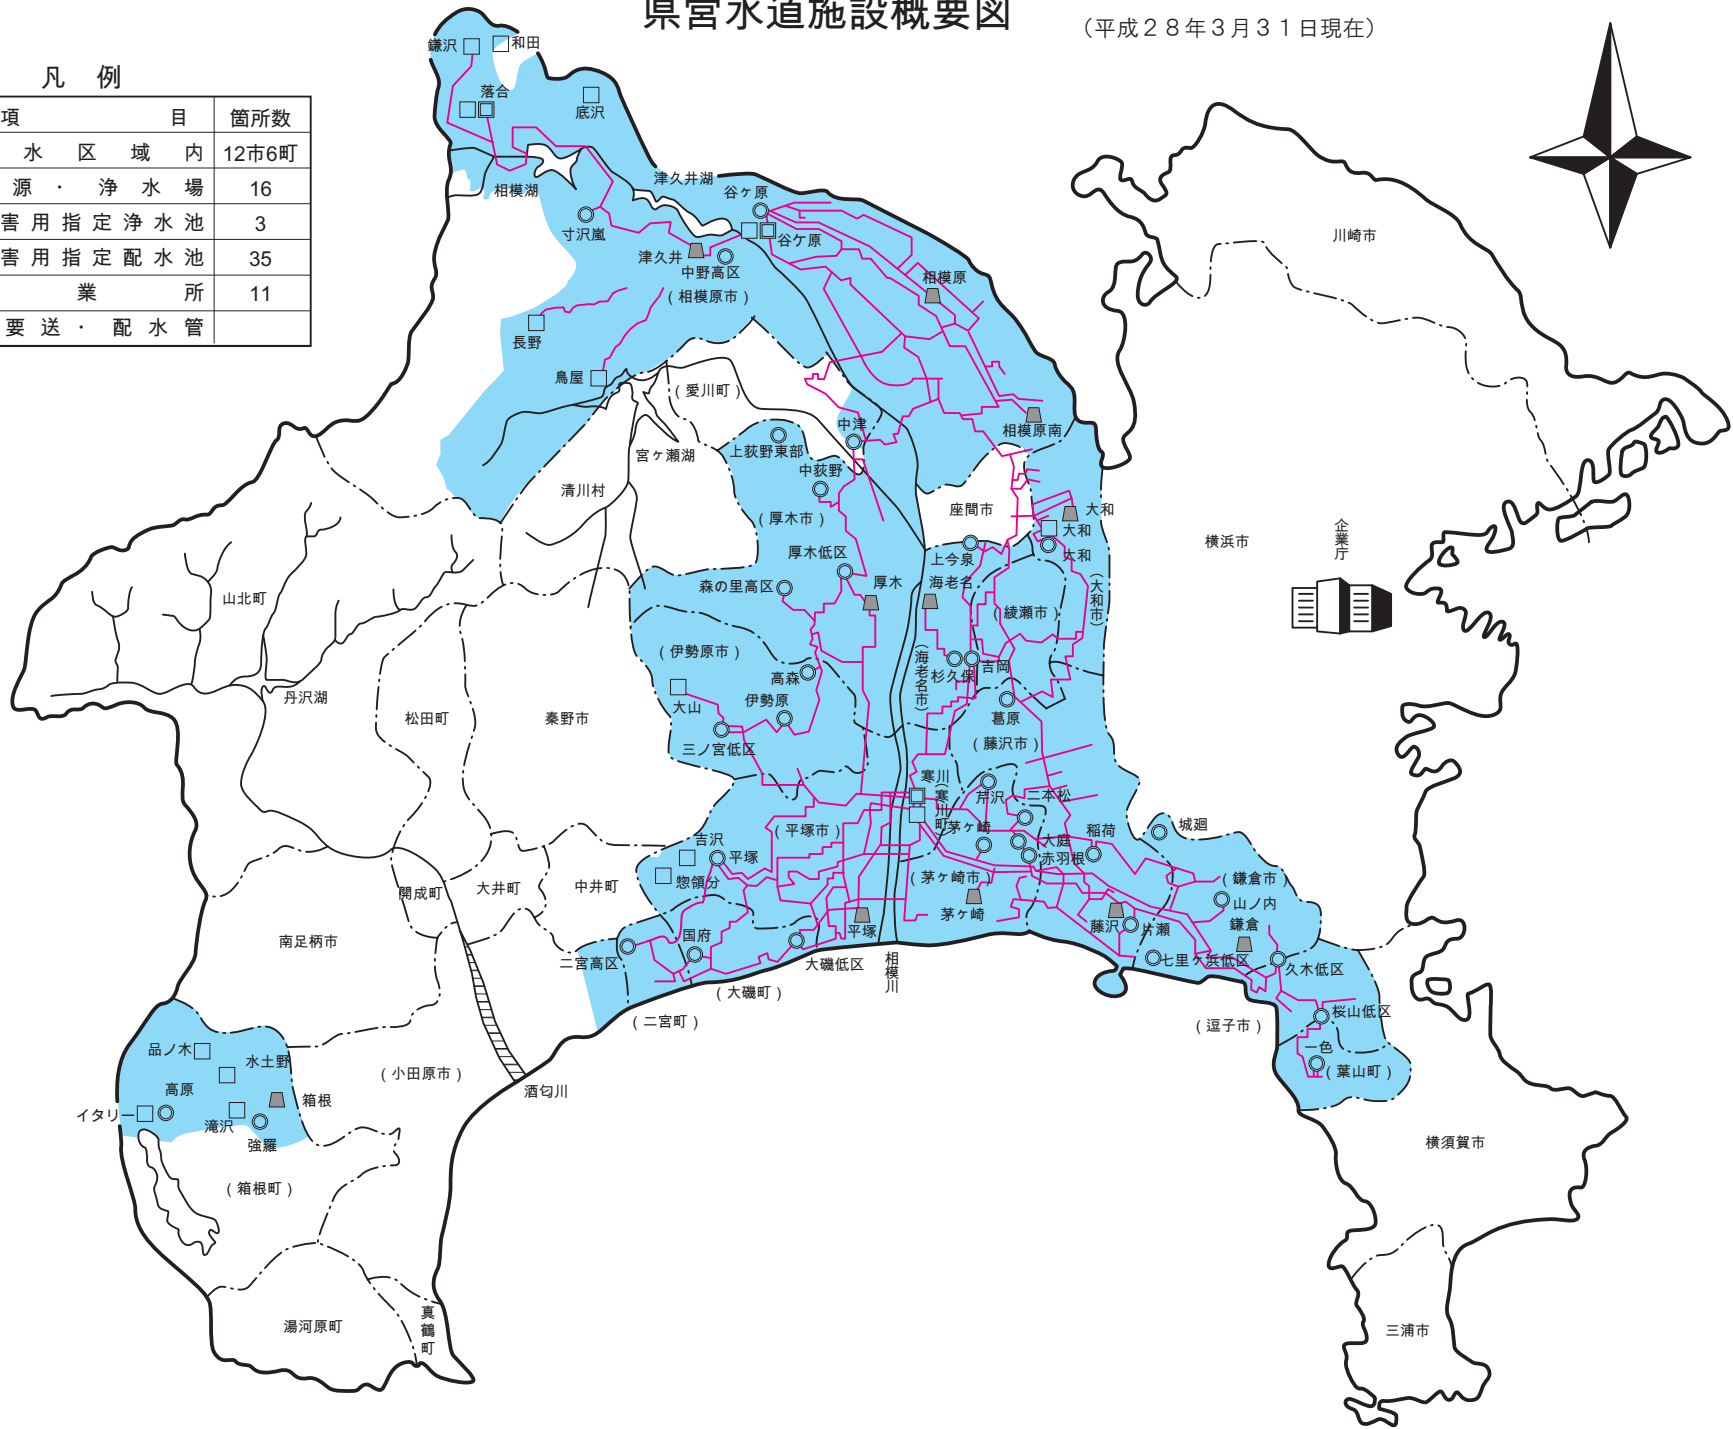 県営水道施設概要図
（平成２８年３月３１日現在）
凡 例
項 目 箇所数
水 区 域 内 12市6町
源 ・ 浄 水 場 16
害 用 指 定 浄 水 池 3
害 用 指 定 配 水 池 35
業 所 11
要 送 ・ 配 水 管
鎌沢
和田
落合
底沢
相模湖
津久井湖
谷ヶ原
谷ケ原
寸沢嵐
津久井
中野高区
(相模原市)
相模原
川崎市
長野
鳥屋
(愛川町)
中津
相模原南
上荻野東部
宮ヶ瀬湖
中荻野
清川村
(厚木市)
座間市
大和
大和
大和
横浜市
企業庁
厚木低区
上今泉
森の里高区
厚木
海老名
(大和市)
山北町
(綾瀬市)
(伊勢原市)
(海老名市)
杉久保
吉岡
高森
丹沢湖
大山
伊勢原
葛原
松田町
秦野市
三ノ宮低区
(藤沢市)
寒川
(寒川町)
芹沢
二本松
(平塚市)
茅ヶ崎
大庭
稲荷
城廻
吉沢
平塚
赤羽根
惣領分
(茅ヶ崎市)
(鎌倉市)
開成町
大井町
中井町
山ノ内
茅ヶ崎
藤沢
片瀬
鎌倉
南足柄市
国府
平塚
二宮高区
大磯低区
相模川
七里ヶ浜低区
久木低区
(大磯町)
(二宮町)
(逗子市)
桜山低区
品ノ木
水土野
一色
(葉山町)
(小田原市)
高原
箱根
酒匂川
イタリー
滝沢
強羅
横須賀市
(箱根町)
湯河原町
真鶴町
三浦市